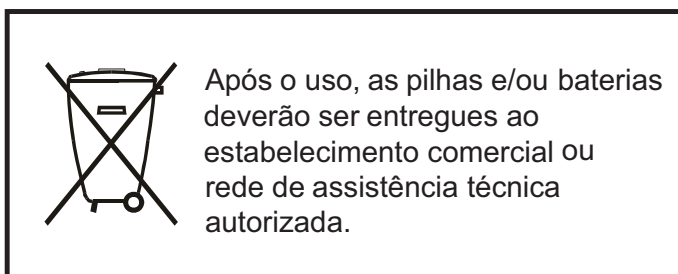 Após o uso, as pilhas e/ou baterias
deverão ser entregues ao
estabelecimento comercial ou
rede de assistência técnica
autorizada.